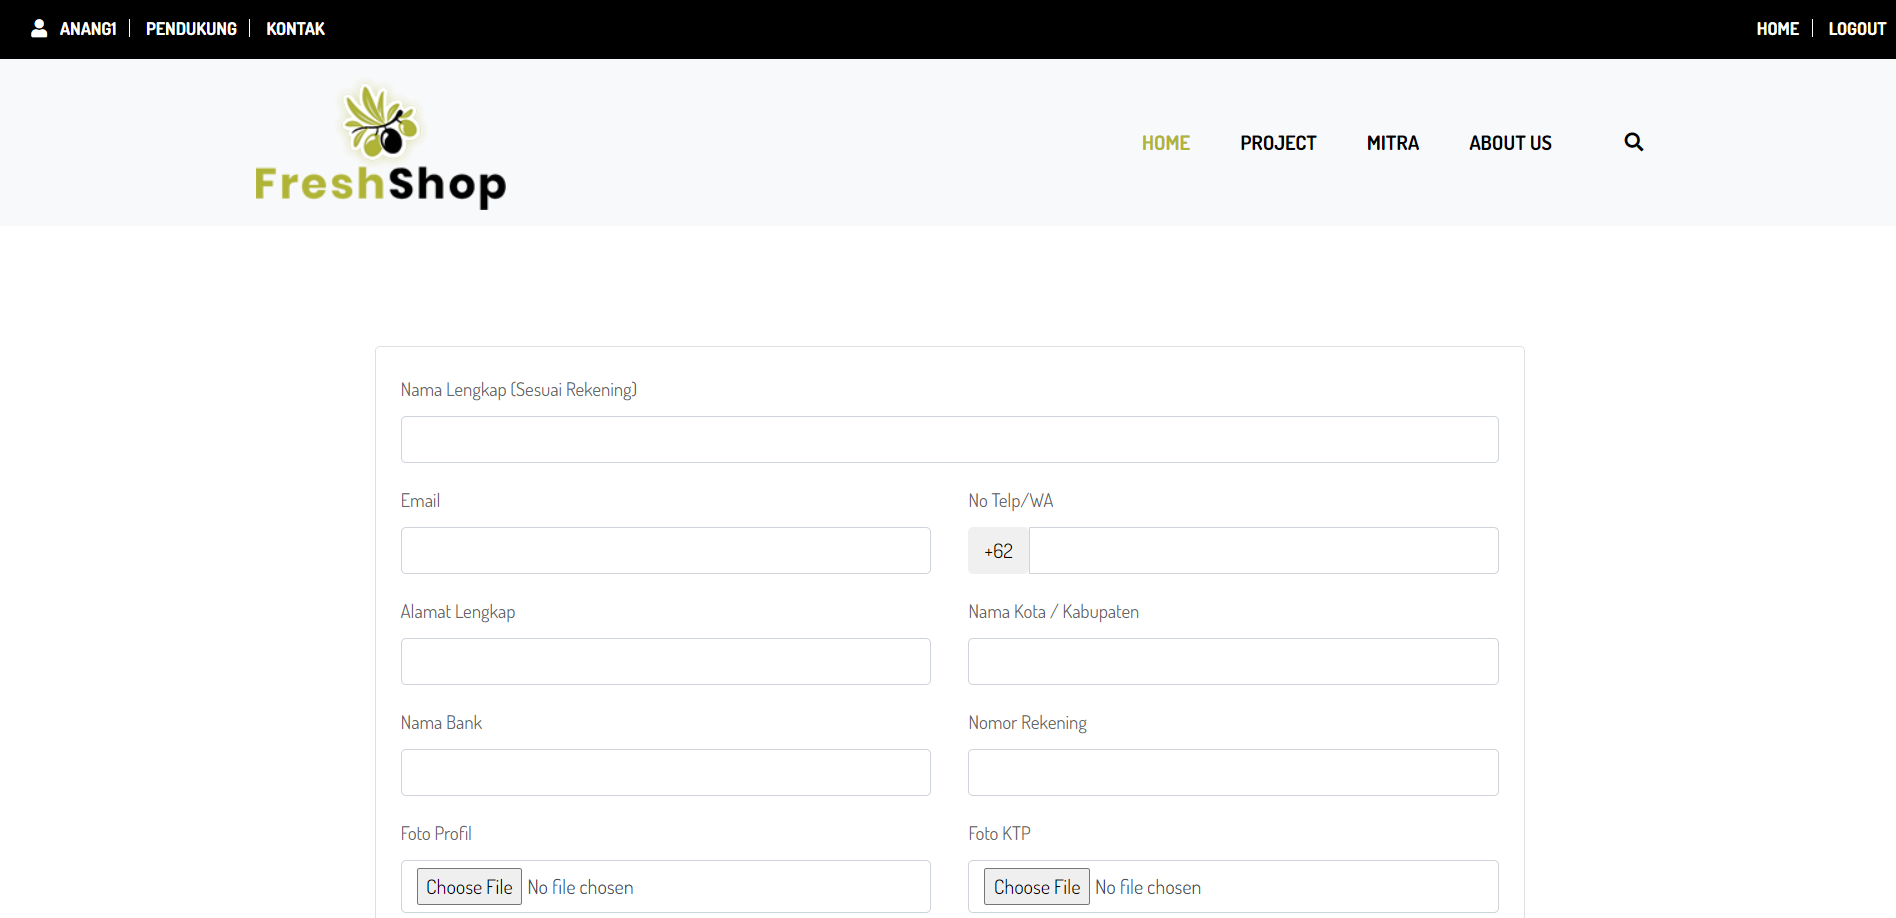 ANANG1 PENDUKUNG KONTAK HOME LOGOUT
FreshShop
HOME PROJECT MITRA ABOUT US
Nama Lengkap (Sesuai Rekening)
Email No Telp/WA
+62
Alamat Lengkap Nama Kota / Kabupaten
Nama Bank Nomor Rekening
Foto Profil Foto KTP
Choose File No file chosen Choose File No file chosen